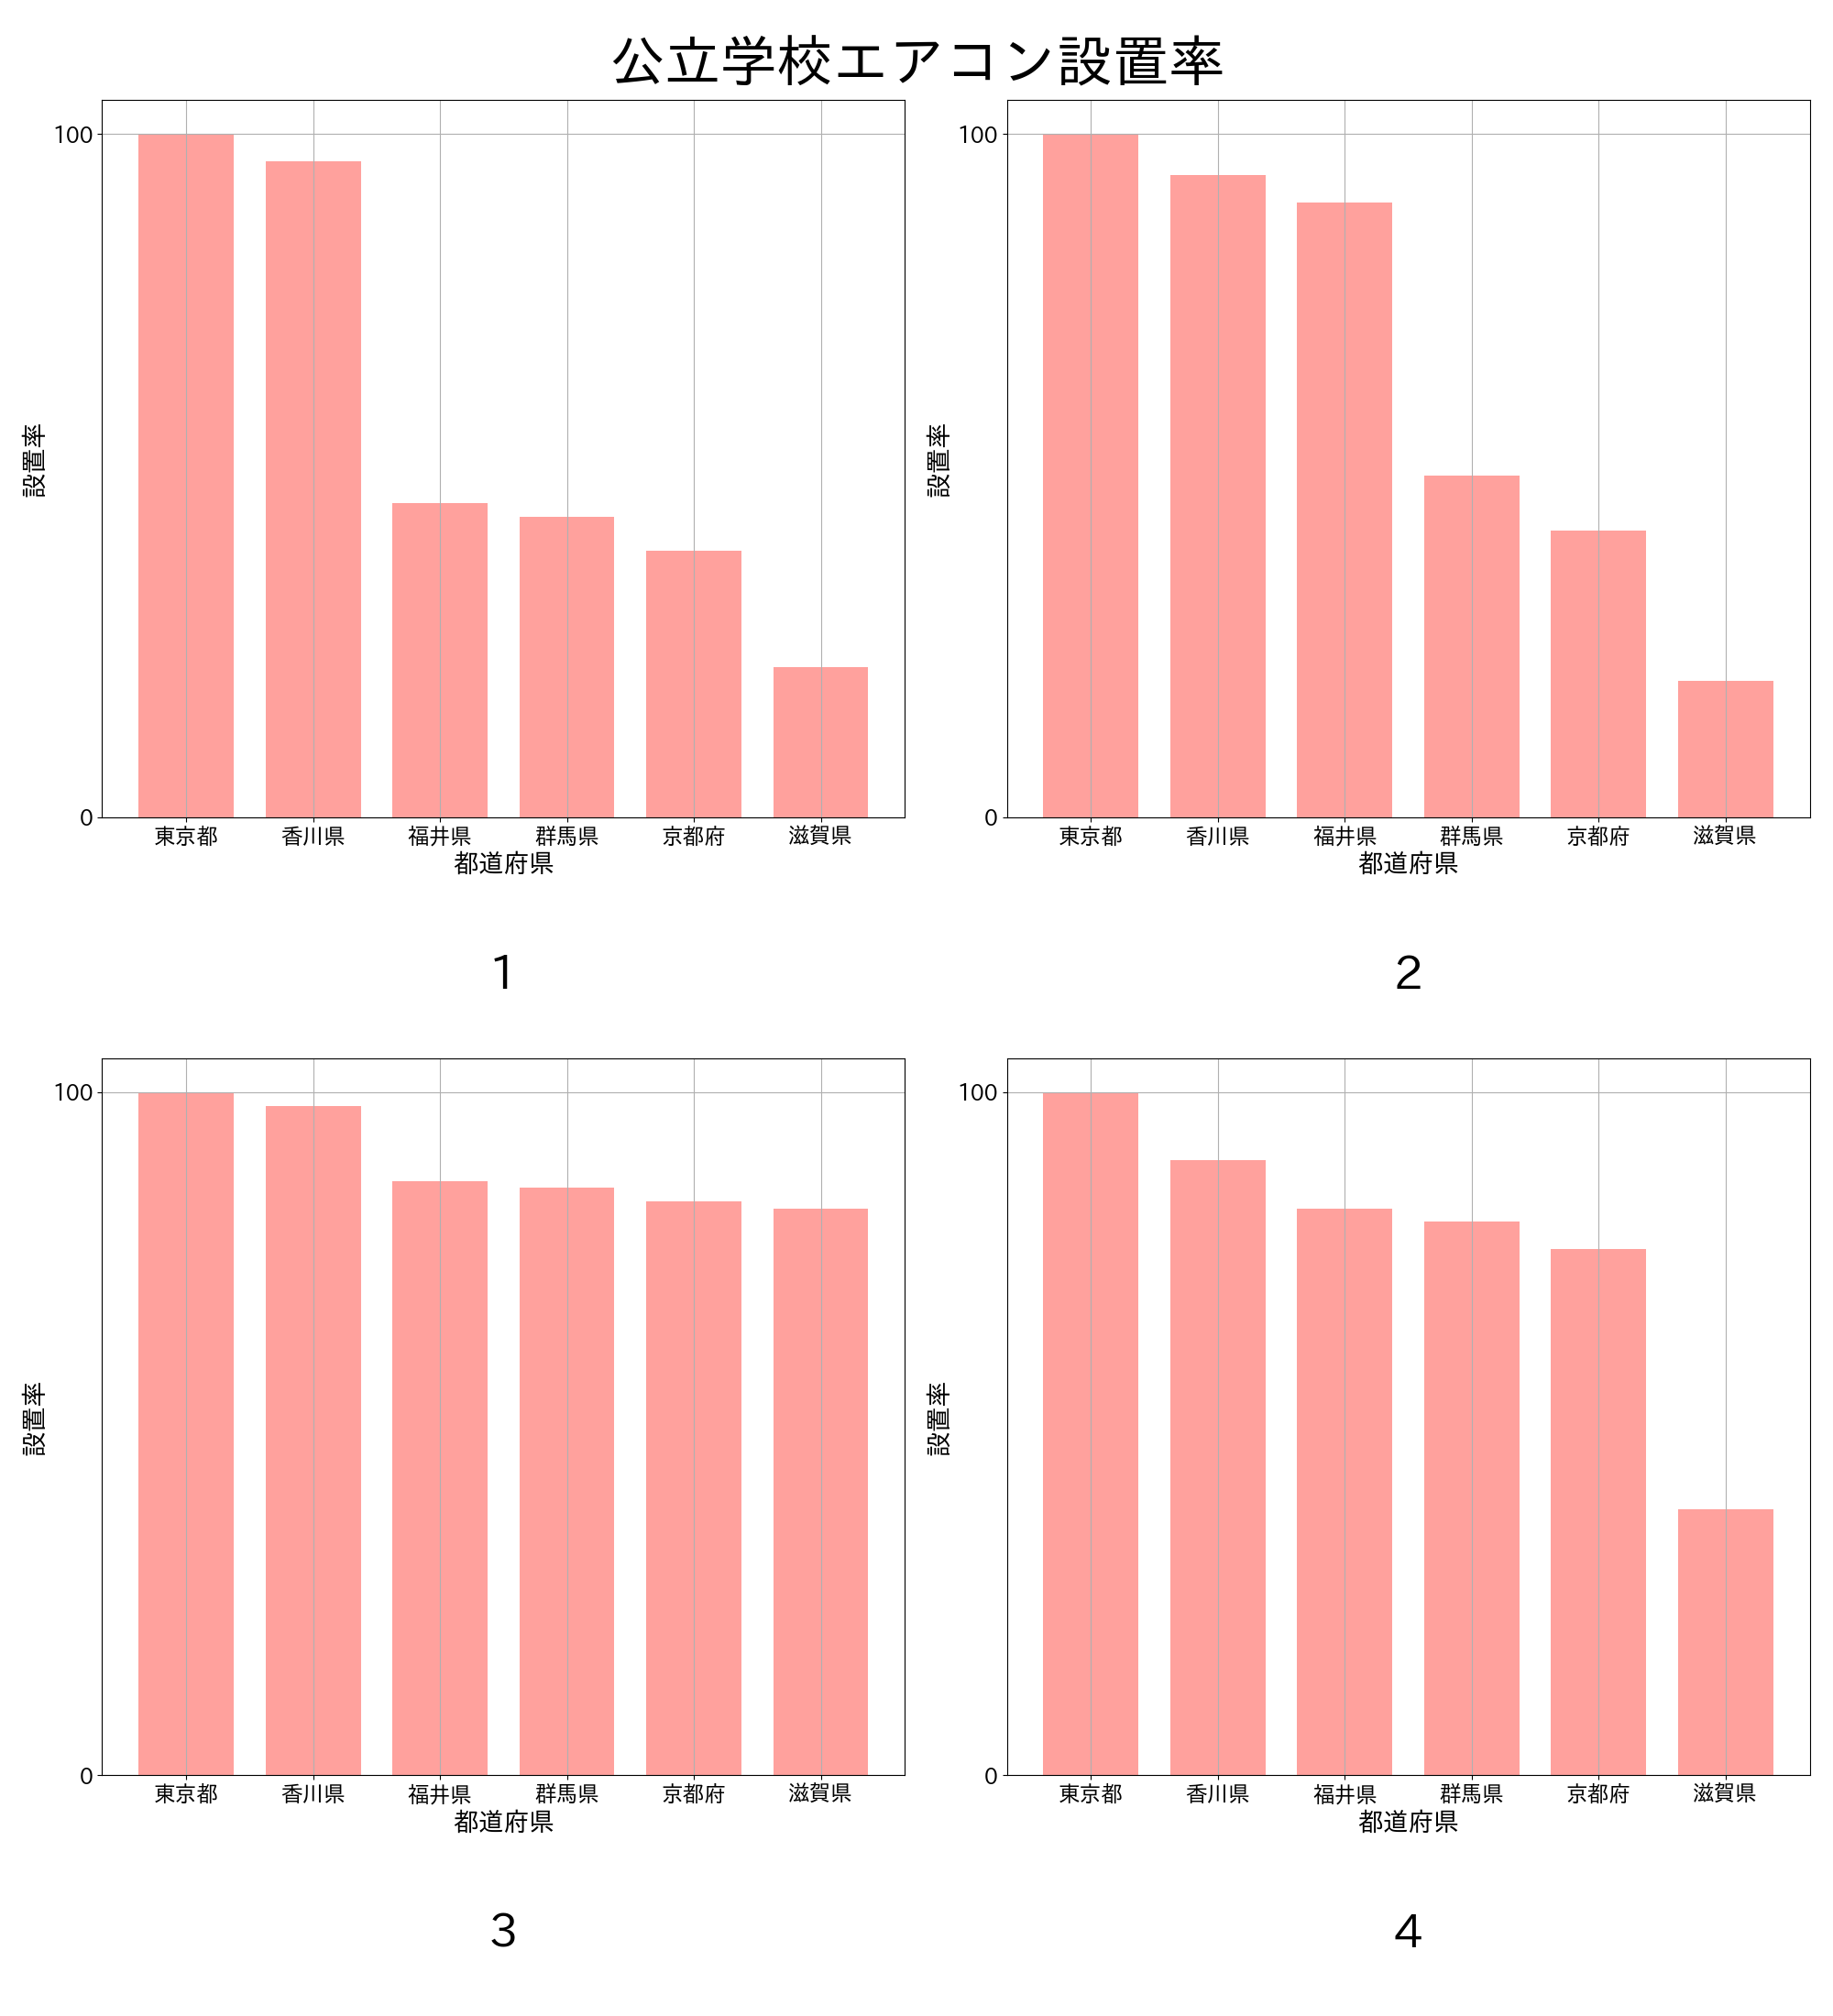 公立学校エアコン設置率
100
0
設置率
東京都 香川県 福井県 群馬県 京都府 滋賀県
都道府県
1
100
0
設置率
東京都 香川県 福井県 群馬県 京都府 滋賀県
都道府県
2
100
0
設置率
東京都 香川県 福井県 群馬県 京都府 滋賀県
都道府県
3
100
0
設置率
東京都 香川県 福井県 群馬県 京都府 滋賀県
都道府県
4